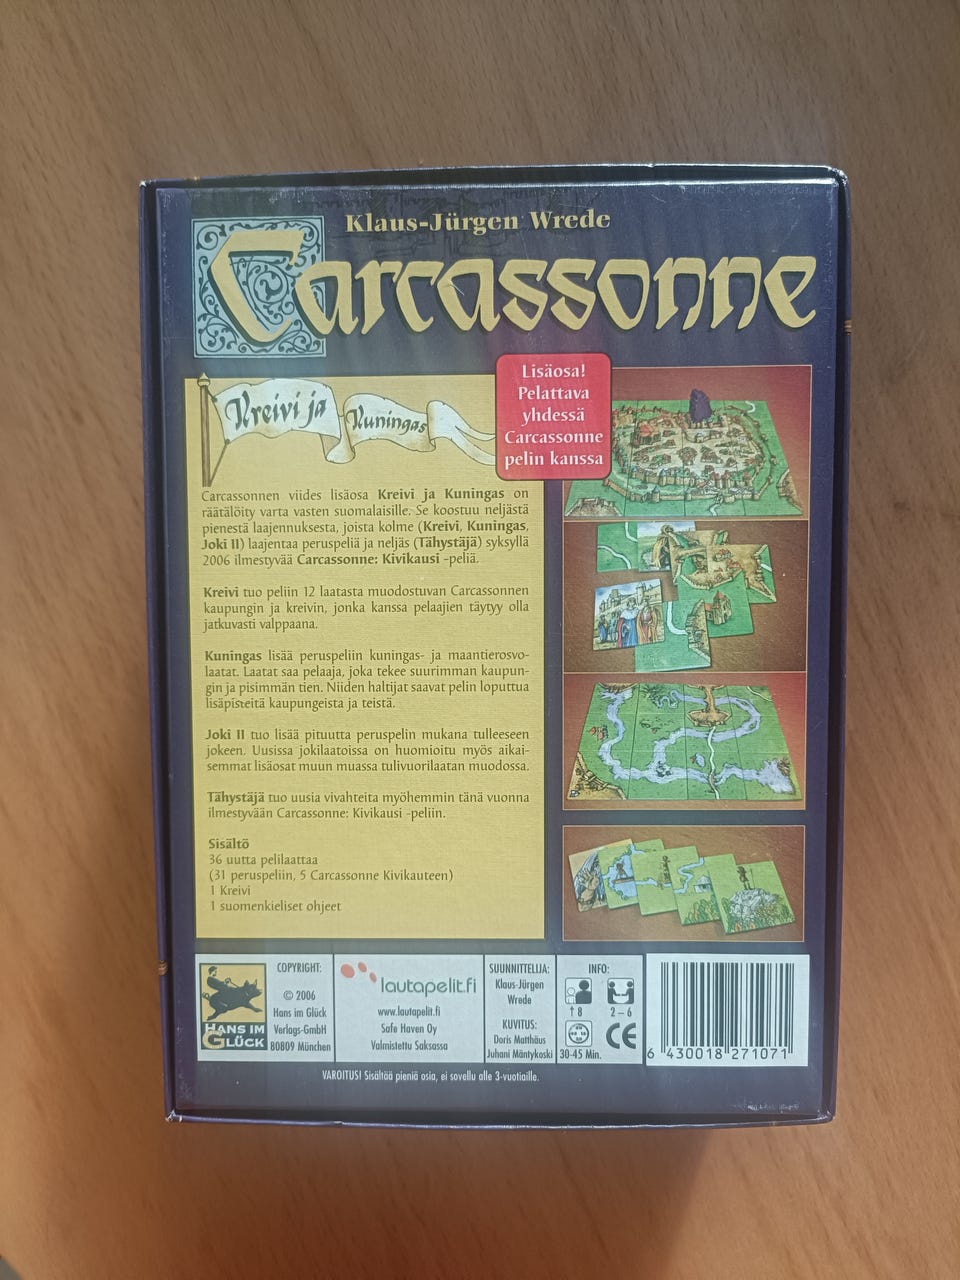 Klaus-Jürgen Wrede
Carcassonne
Kreivi ja Kuningas
Lisäosa!
Pelattava
yhdessä
Carcassonne
pelin kanssa
Carcassonnen viides lisäosa Kreivi ja Kuningas on
räätälöity varta vasten suomalaisille. Se koostuu neljästä
pienestä laajennuksesta, joista kolme (Kreivi, Kuningas,
Joki II) laajentaa peruspeliä ja neljäs (Tähystäjä) syksyllä
2006 ilmestyvää Carcassonne: Kivikausi -peliä.
Kreivi tuo peliin 12 laatasta muodostuvan Carcassonnen
kaupungin ja kreivin, jonka kanssa pelaajien täytyy olla
jatkuvasti valppaana.
Kuningas lisää peruspeliin kuningas- ja maantierosvo-
laatat. Laatat saa pelaaja, joka tekee suurimman kaupun-
gin ja pisimmän tien. Niiden haltijat saavat pelin loputtua
lisäpisteitä kaupungeista ja teistä.
Joki II tuo lisää pituutta peruspelin mukana tulleeseen
jokeen. Uusissa jokilaatoissa on huomioitu myös aikai-
semmat lisäosat muun muassa tulivuorilaatan muodossa.
Tähystäjä tuo uusia vivahteita myöhemmin tänä vuonna
ilmestyvään Carcassonne: Kivikausi -peliin.
Sisältö
36 uutta pelilaattaa
(31 peruspeliin, 5 Carcassonne Kivikauteen)
1 Kreivi
1 suomenkieliset ohjeet
HANS IM
GLÜCK
COPYRIGHT:
© 2006
Hans im Glück
Verlags-GmbH
80809 München
lautapelit.fi
www.lautapelit.fi
Safe Haven Oy
Valmistettu Saksassa
SUUNNITTELIJA:
Klaus-Jürgen
Wrede
KUVITUS:
Doris Matthäus
Juhani Mäntykoski
INFO:
↑ 8
2 – 6
30-45 Min.
CE
6 430018 271071
VAROITUS! Sisältää pieniä osia, ei sovellu alle 3-vuotiaille.